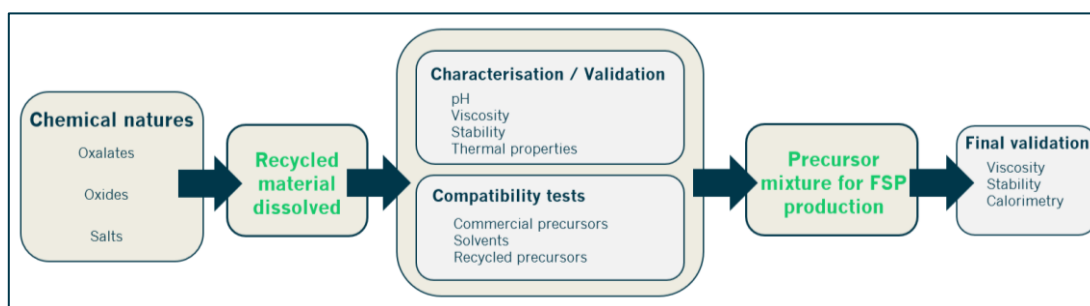 Chemical natures
Oxalates
Oxides
Salts
Recycled
material
dissolved
Characterisation / Validation
pH
Viscosity
Stability
Thermal properties
Compatibility tests
Commercial precursors
Solvents
Recycled precursors
Precursor
mixture for FSP
production
Final validation
Viscosity
Stability
Calorimetry